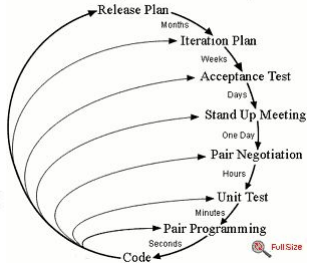 Release Plan
Months
Iteration Plan
Weeks
Acceptance Test
Days
Stand Up Meeting
One Day
Pair Negotiation
Hours
Unit Test
Minutes
Pair Programming
Seconds
Code
Full Size